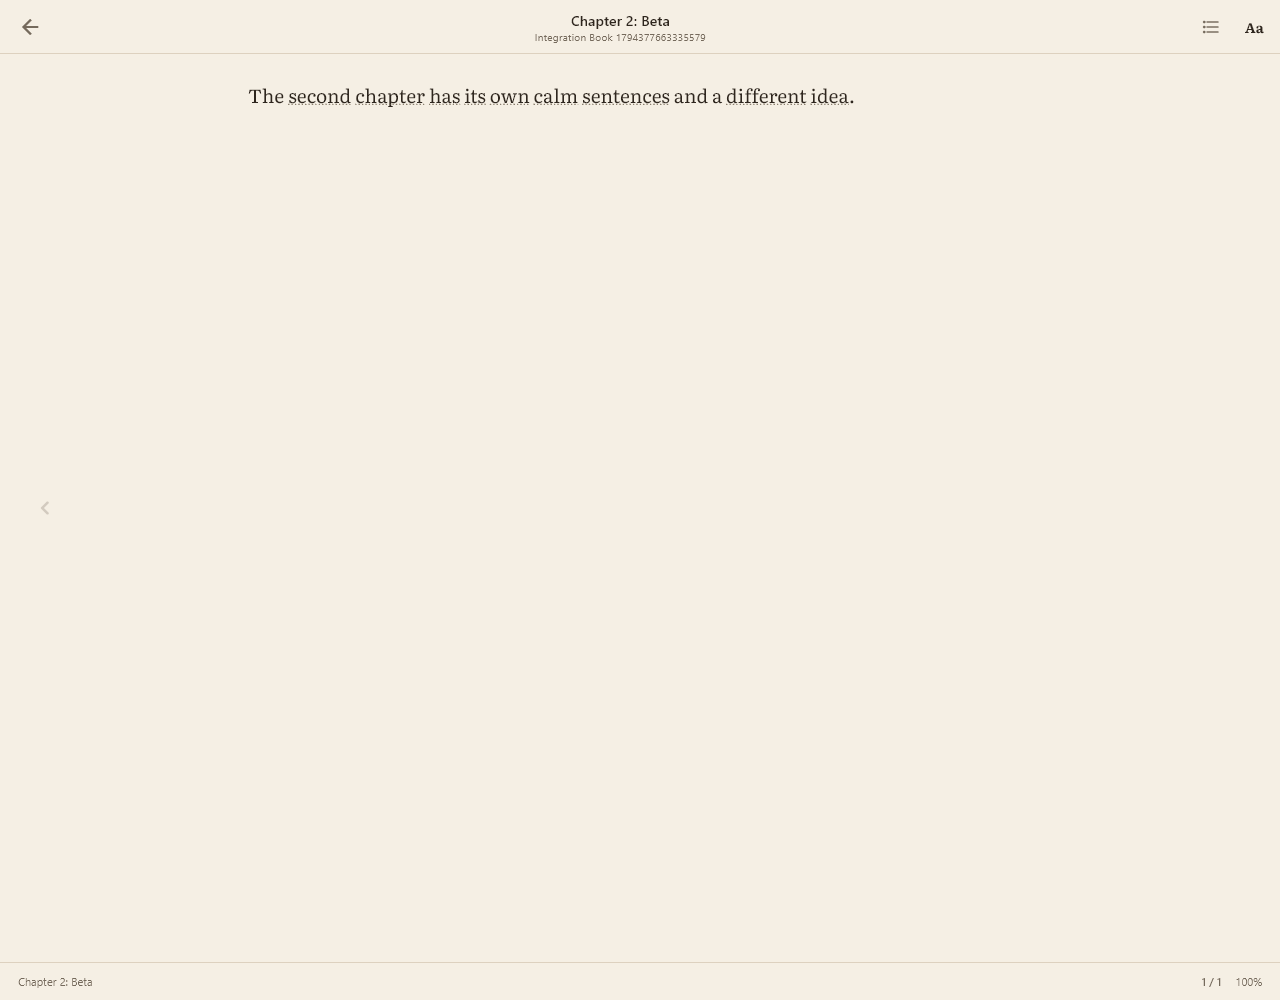 Chapter 2: Beta
Integration Book 1794377663335579
Aa
The second chapter has its own calm sentences and a different idea.
Chapter 2: Beta
1 / 1
100%